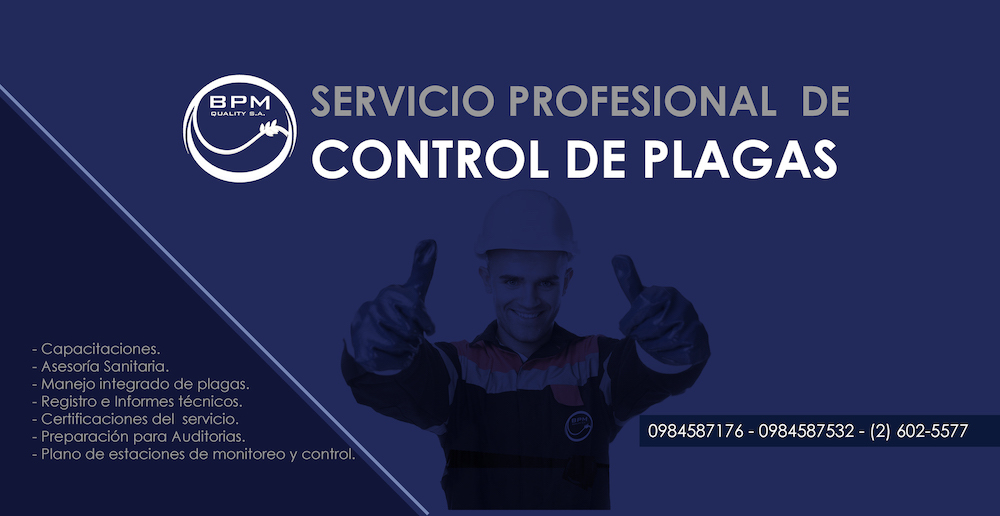 BPM
QUALITY S.A.
SERVICIO PROFESIONAL DE
CONTROL DE PLAGAS
- Capacitaciones.
- Asesoría Sanitaria.
- Manejo integrado de plagas.
- Registro e Informes técnicos.
- Certificaciones del servicio.
- Preparación para Auditorias.
- Plano de estaciones de monitoreo y control.
BPM
0984587176 - 0984587532 - (2) 602-5577